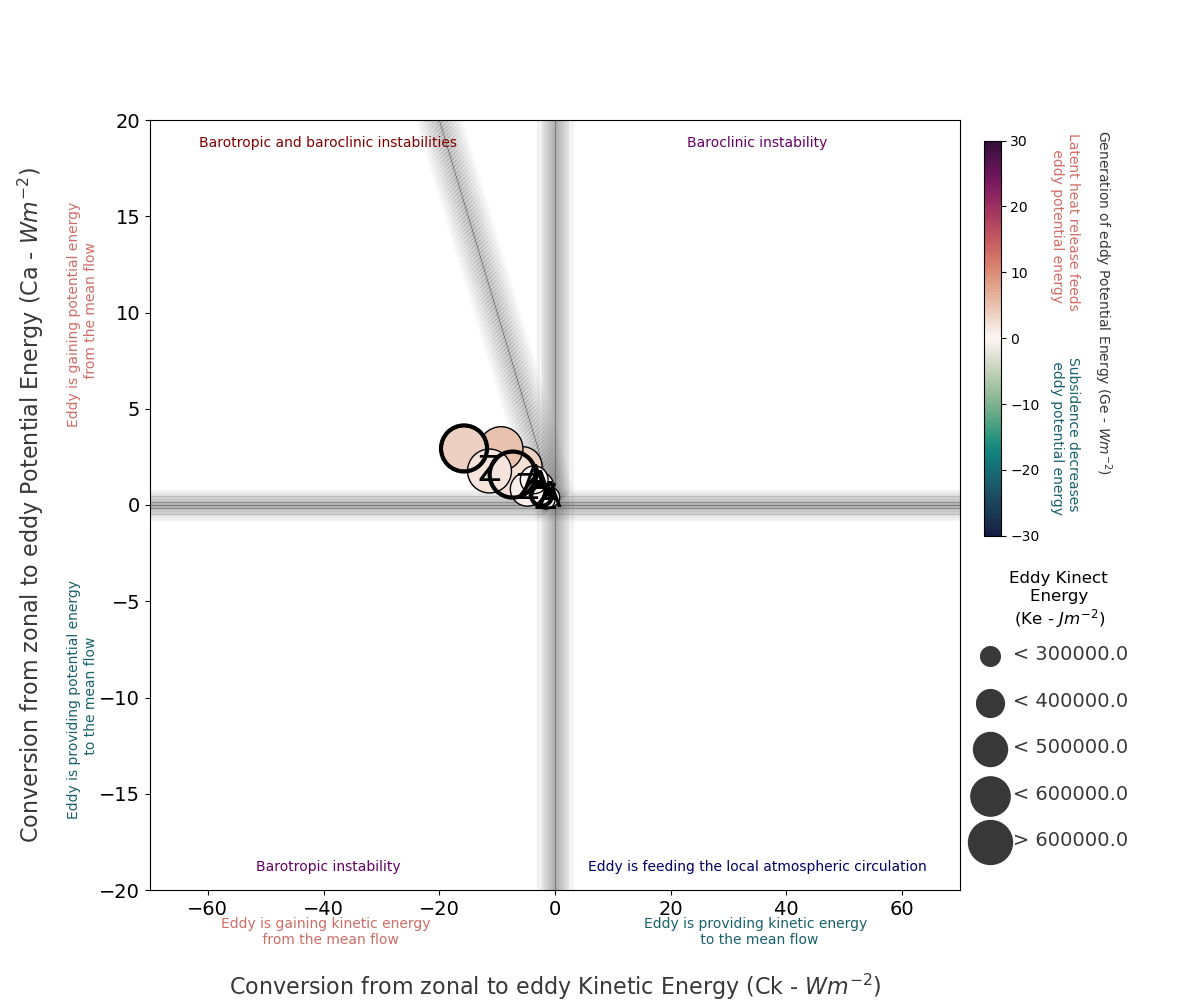 Barotropic and baroclinic instabilities
Baroclinic instability
Barotropic instability
Eddy is feeding the local atmospheric circulation
20
15
10
5
0
−5
−10
−15
−20
−60
−40
−20
0
20
40
60
Conversion from zonal to eddy Potential Energy (Ca - Wm⁻²)
Eddy is gaining potential energy
from the mean flow
Eddy is providing potential energy
to the mean flow
Eddy is gaining kinetic energy
from the mean flow
Eddy is providing kinetic energy
to the mean flow
Conversion from zonal to eddy Kinetic Energy (Ck - Wm⁻²)
Z
Z
A
A
Z
30
20
10
0
−10
−20
−30
Latent heat release feeds
eddy potential energy
Subsidence decreases
eddy potential energy
Generation of eddy Potential Energy (Ge - Wm⁻²)
Eddy Kinect
Energy
(Ke - Jm⁻²)
< 300000.0
< 400000.0
< 500000.0
< 600000.0
> 600000.0